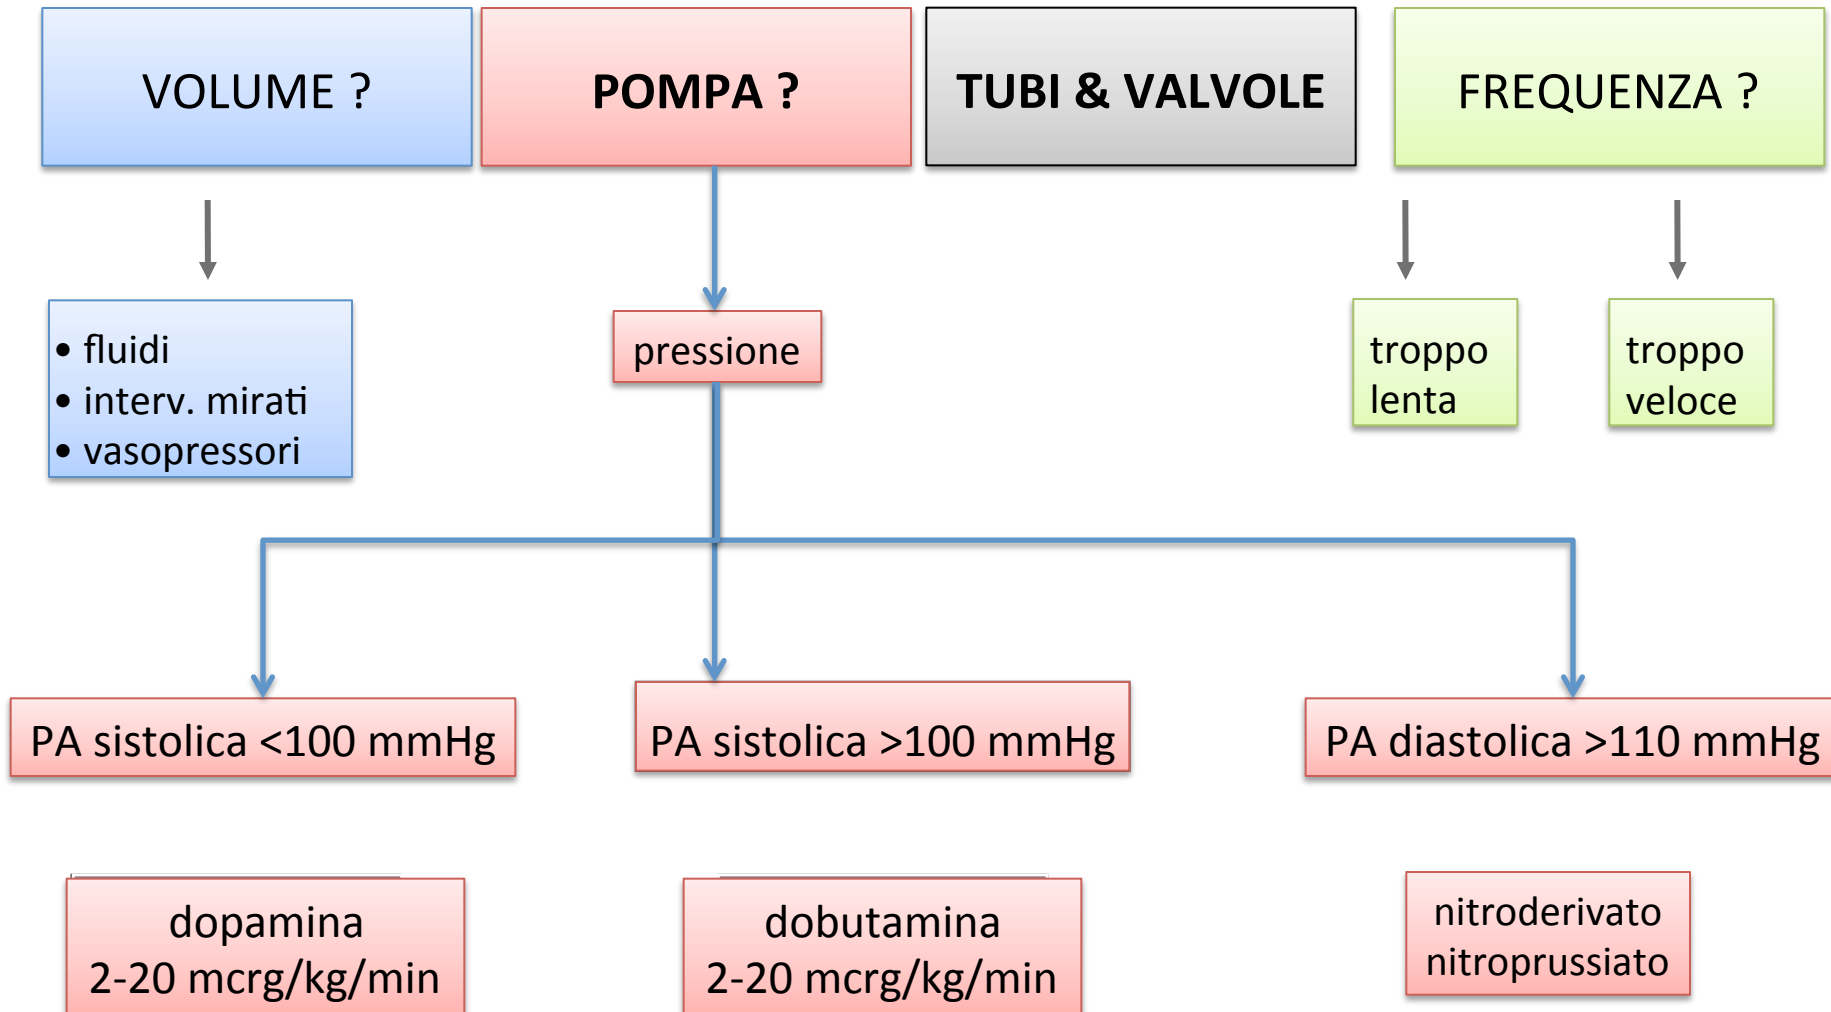 VOLUME ?
POMPA ?
TUBI & VALVOLE
FREQUENZA ?
• fluidi
• interv. mirati
• vasopressori
pressione
troppo
lenta
troppo
veloce
PA sistolica <100 mmHg
PA sistolica >100 mmHg
PA diastolica >110 mmHg
dopamina
2-20 mcrg/kg/min
dobutamina
2-20 mcrg/kg/min
nitroderivato
nitroprussiato